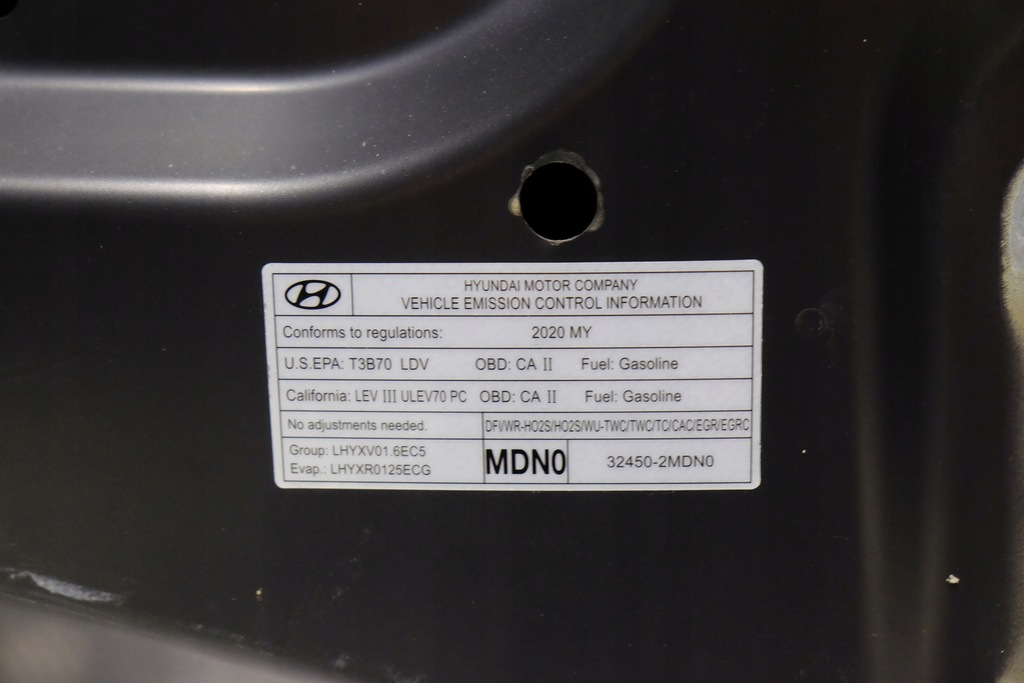 HYUNDAI MOTOR COMPANY
VEHICLE EMISSION CONTROL INFORMATION
Conforms to regulations: 2020 MY
U.S.EPA: T3B70 LDV OBD: CA II Fuel: Gasoline
California: LEV III ULEV70 PC OBD: CA II Fuel: Gasoline
No adjustments needed. DFI/WR-HO2S/HO2S/WU-TWC/TWC/TC/CAC/EGR/EGRC
Group: LHYXV01.6EC5
Evap.: LHYXR0125ECG
MDN0 32450-2MDN0